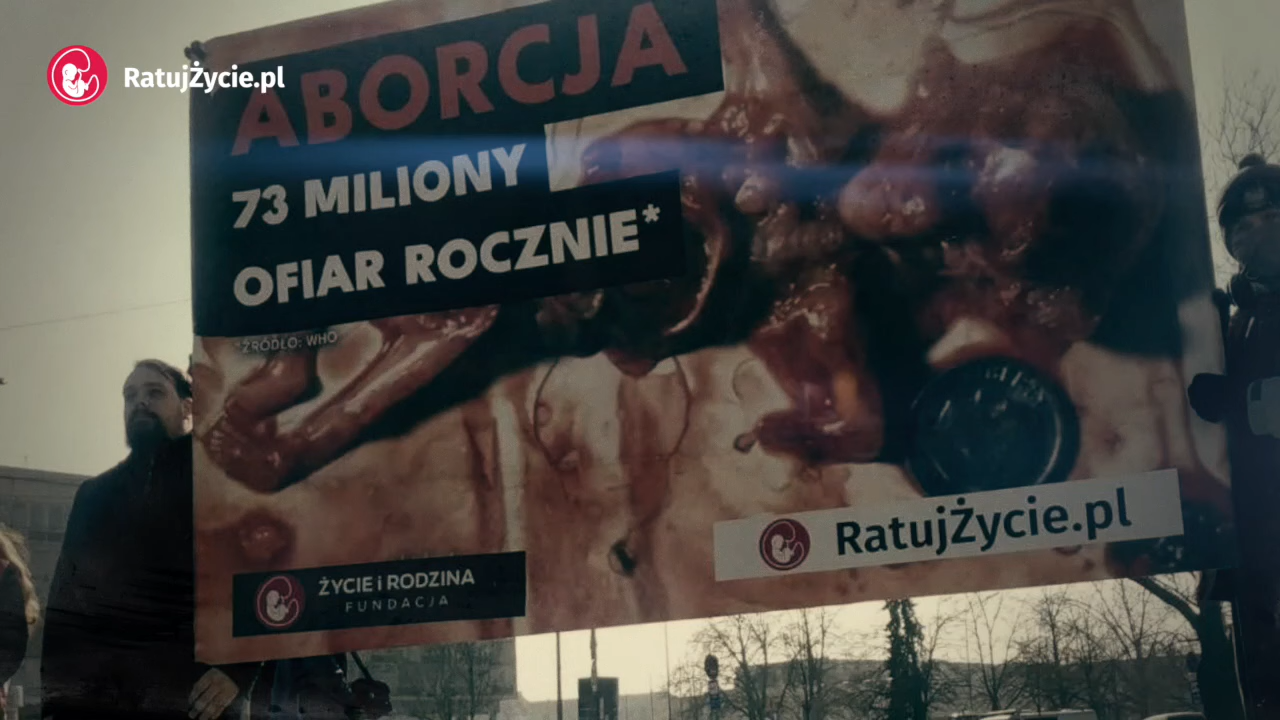 RatujŻycie.pl
ABORCJA
73 MILIONY
OFIAR ROCZNIE*
*ŹRÓDŁO: WHO
RatujŻycie.pl
ŻYCIE i RODZINA
FUNDACJA